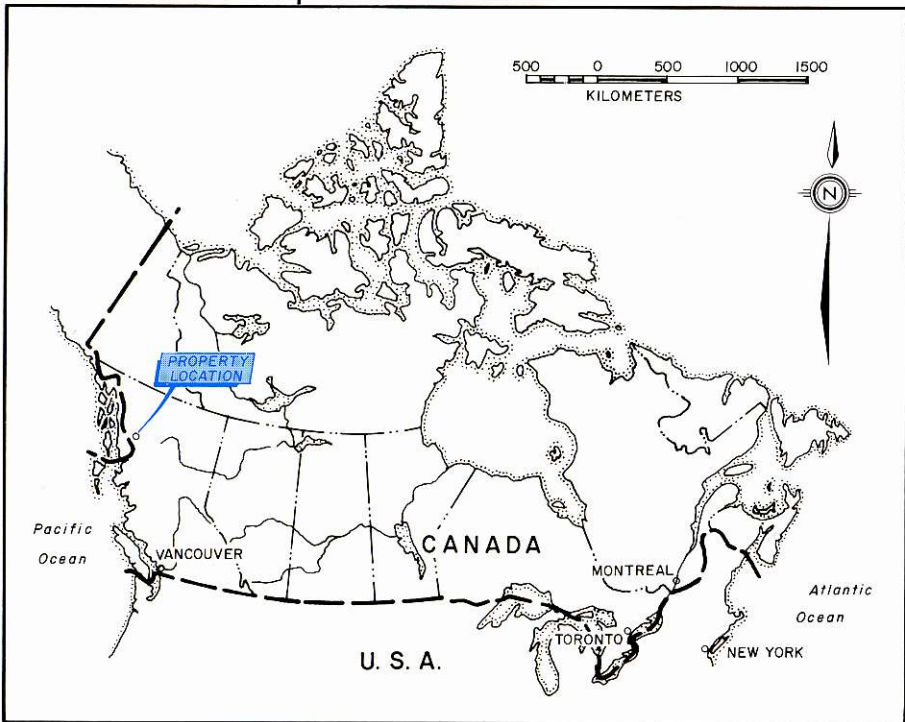 500 0 500 1000 1500
KILOMETERS
N
PROPERTY
LOCATION
Pacific
Ocean
VANCOUVER
CANADA
MONTREAL
Atlantic
Ocean
TORONTO
NEW YORK
U. S. A.